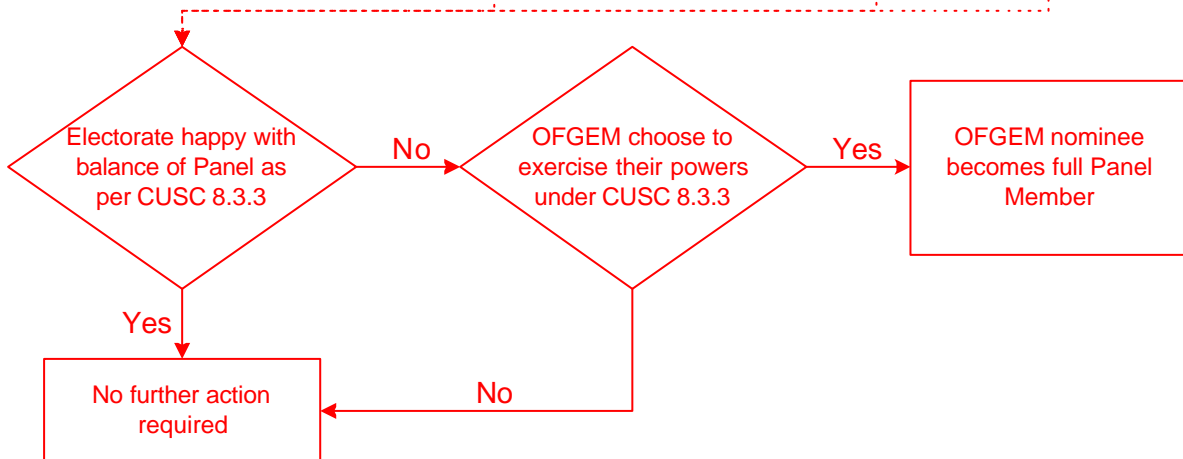 Electorate happy with
balance of Panel as
per CUSC 8.3.3
No
OFGEM choose to
exercise their powers
under CUSC 8.3.3
Yes
OFGEM nominee
becomes full Panel
Member
Yes
No further action
required
No